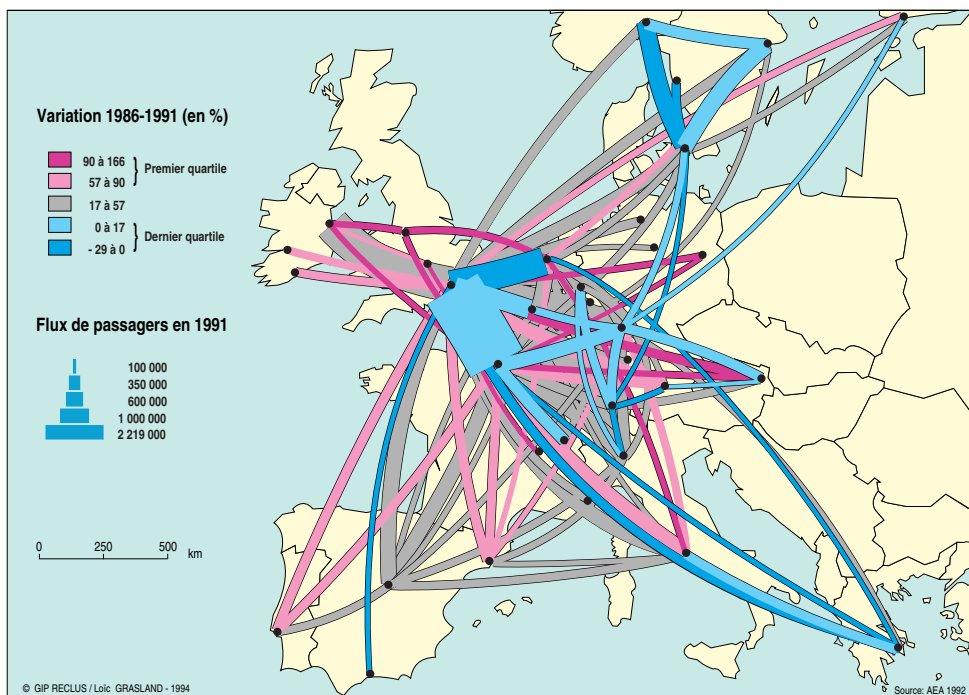 Variation 1986-1991 (en %)
90 à 166
57 à 90
Premier quartile
17 à 57
0 à 17
- 29 à 0
Dernier quartile
Flux de passagers en 1991
100 000
350 000
600 000
1 000 000
2 219 000
0 250 500
km
© GIP RECLUS / Loïc GRASLAND - 1994
Source: AEA 1992